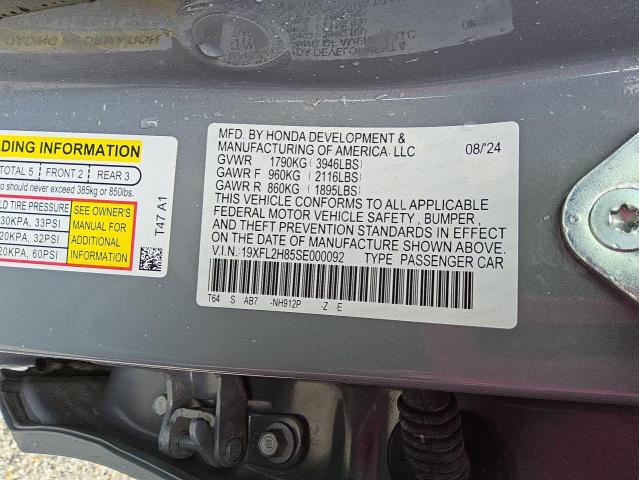 DING INFORMATION
TOTAL 5 FRONT 2 REAR 3
o should never exceed 385kg or 850lbs.
LD TIRE PRESSURE
30KPA, 33PSI
20KPA, 32PSI
20KPA, 60PSI
SEE OWNER'S
MANUAL FOR
ADDITIONAL
INFORMATION
T47 A1
MFD. BY HONDA DEVELOPMENT &
MANUFACTURING OF AMERICA. LLC 08/'24
GVWR 1790KG (3946LBS)
GAWR F 960KG (2116LBS)
GAWR R 860KG (1895LBS)
THIS VEHICLE CONFORMS TO ALL APPLICABLE
FEDERAL MOTOR VEHICLE SAFETY, BUMPER,
AND THEFT PREVENTION STANDARDS IN EFFECT
ON THE DATE OF MANUFACTURE SHOWN ABOVE.
V.I.N. 19XFL2H85SE000092 TYPE PASSENGER CAR
T64 S AB7 -NH912P -Z -E